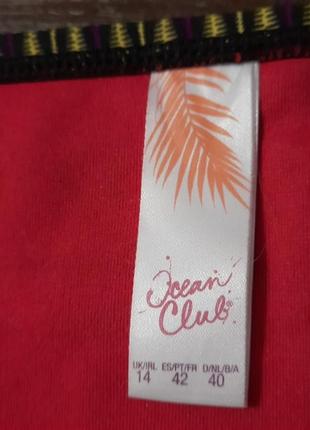 Ocean
Club®
UK/IRL ES/PT/FR D/NL/B/A
14 42 40